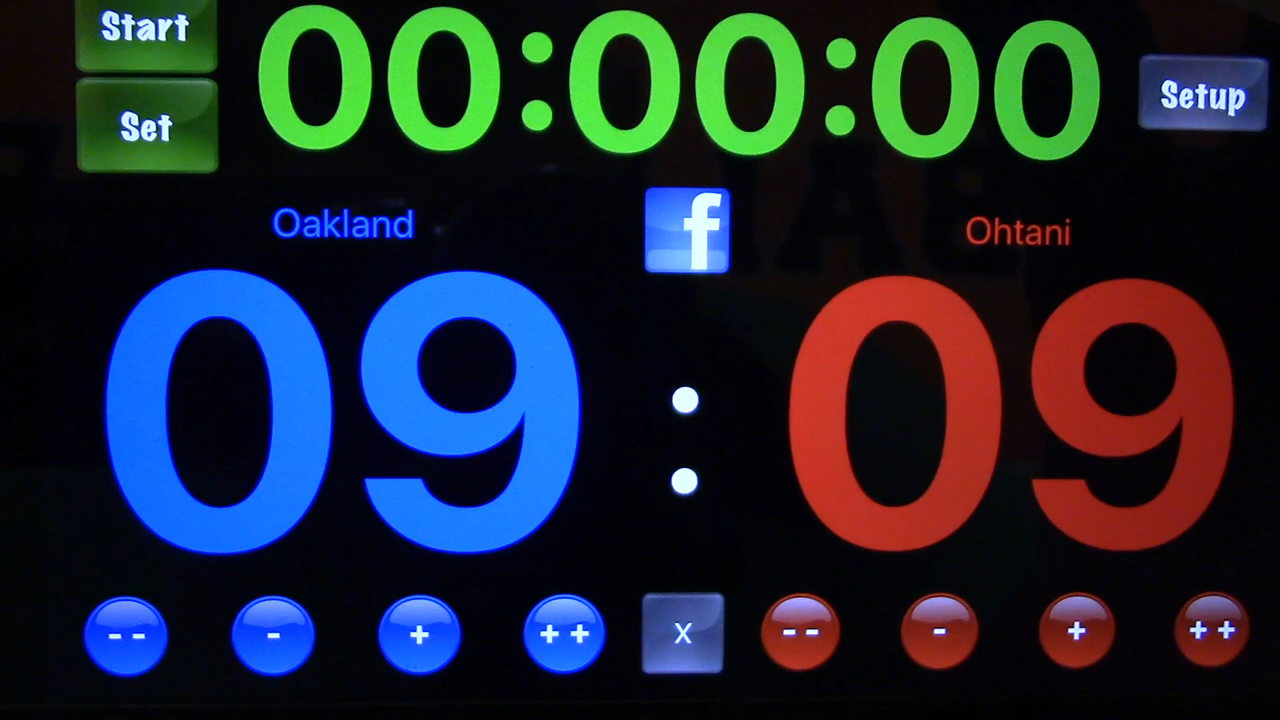 Start
00:00:00
Setup
Set
f
Oakland
Ohtani
09:09
-- - + ++ X -- - + ++